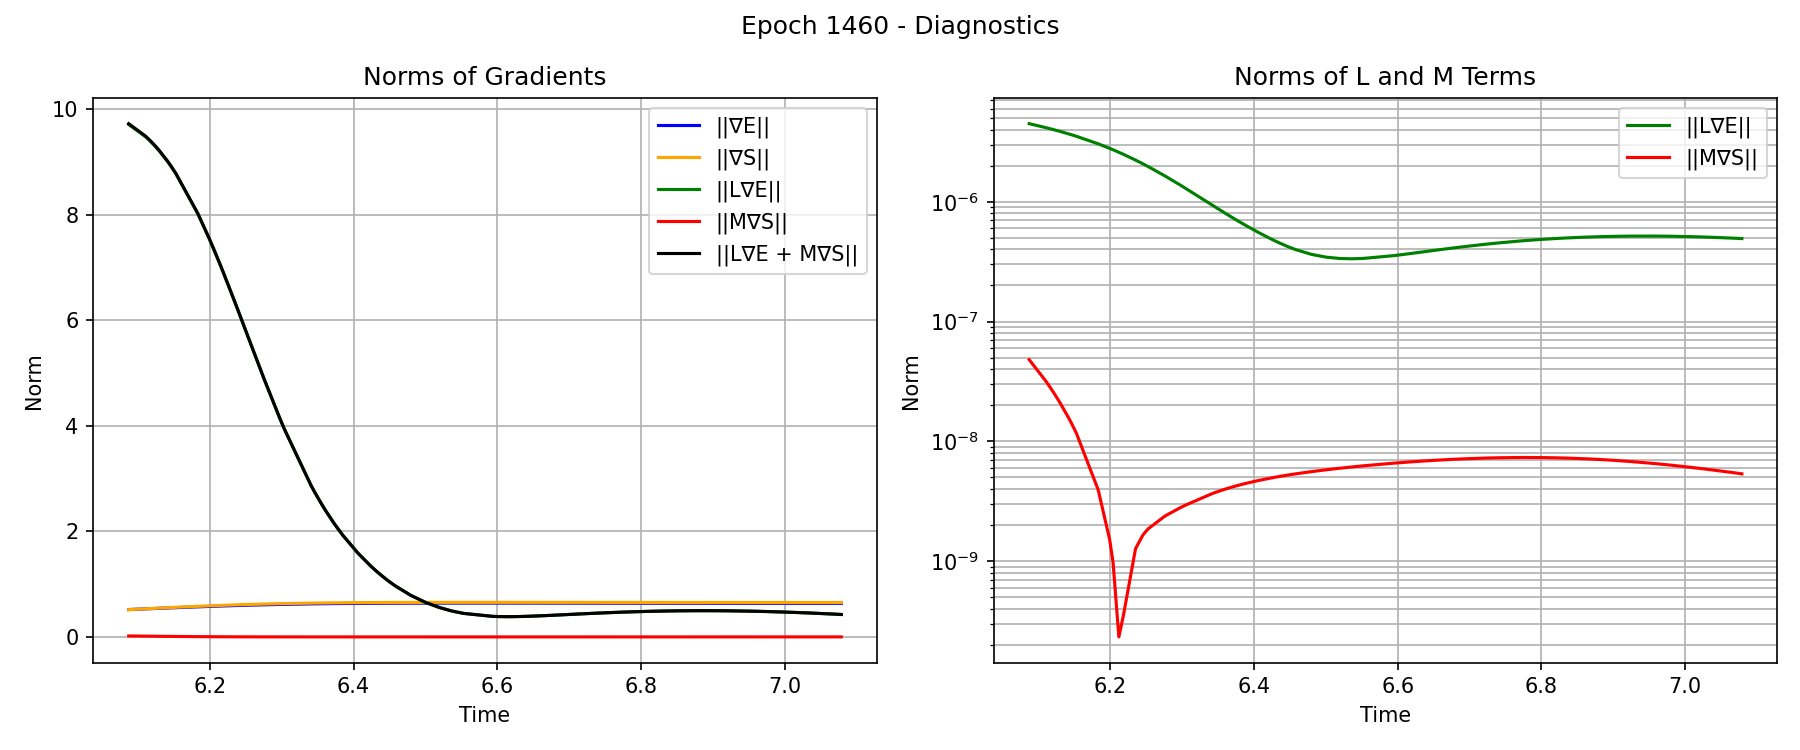 Epoch 1460 - Diagnostics
Norms of Gradients
Norm
10
8
6
4
2
0
6.2 6.4 6.6 6.8 7.0
Time
||∇E||
||∇S||
||L∇E||
||M∇S||
||L∇E + M∇S||
Norms of L and M Terms
Norm
10⁻⁶
10⁻⁷
10⁻⁸
10⁻⁹
6.2 6.4 6.6 6.8 7.0
Time
||L∇E||
||M∇S||